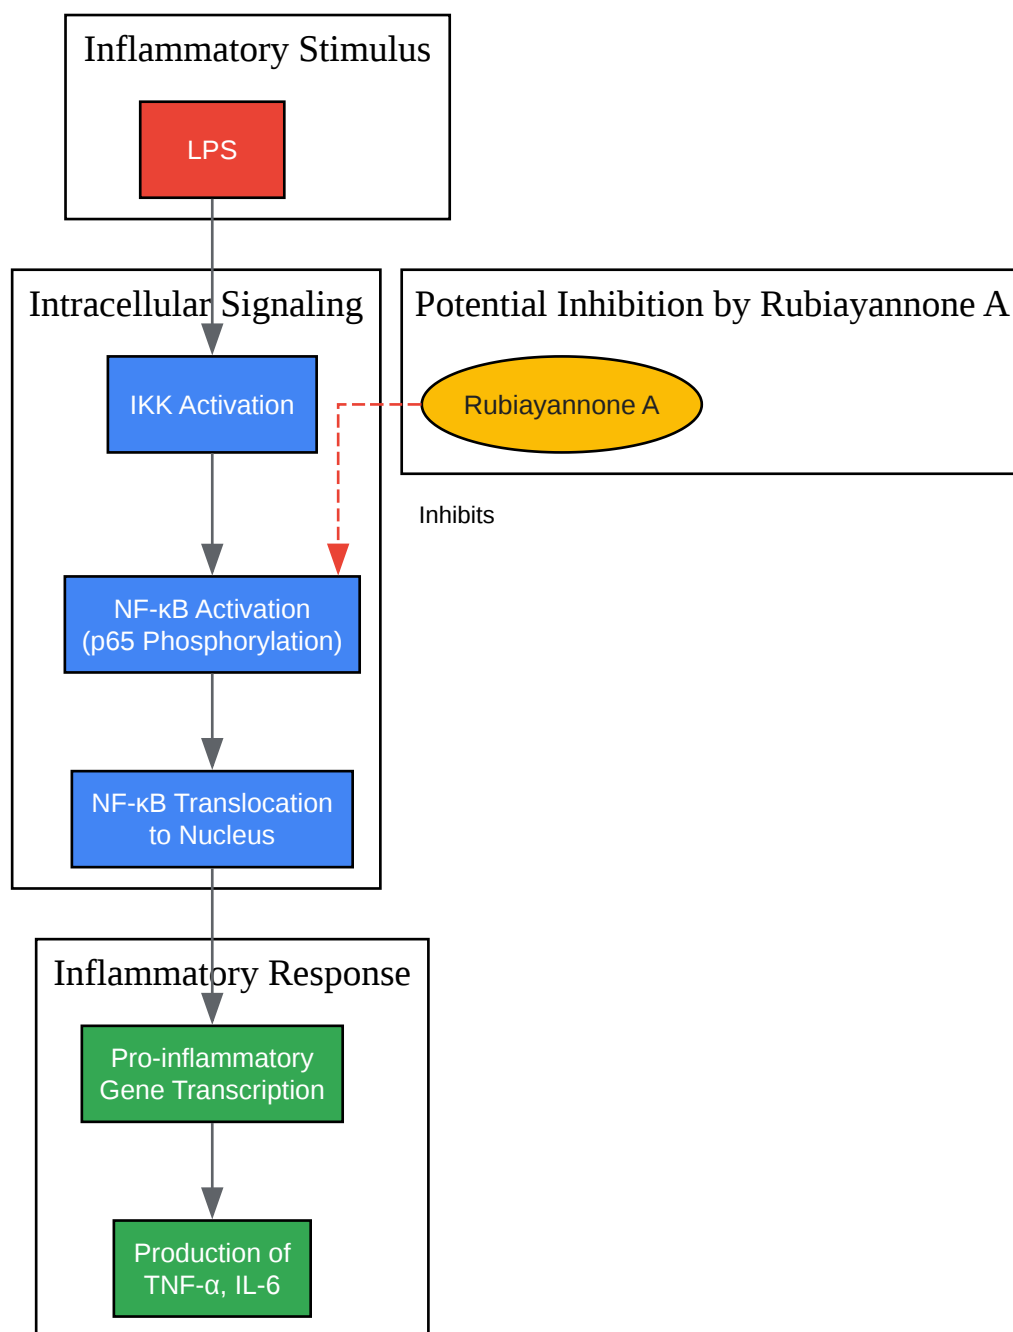 Inflammatory Stimulus
LPS
Intracellular Signaling
Potential Inhibition by Rubiayannone A
IKK Activation
Rubiayannone A
Inhibits
NF-κB Activation
(p65 Phosphorylation)
NF-κB Translocation
to Nucleus
Inflammatory Response
Pro-inflammatory
Gene Transcription
Production of
TNF-α, IL-6